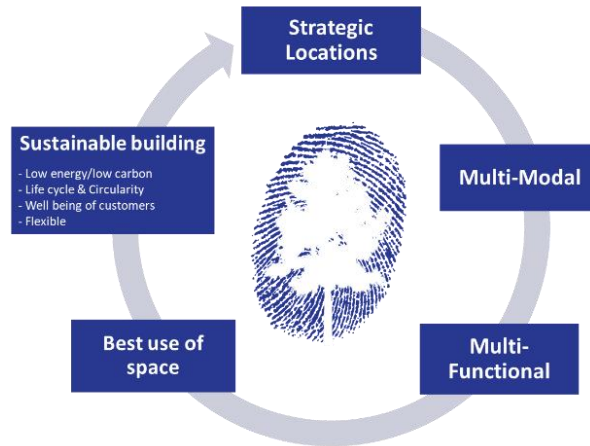 Strategic
Locations
Multi-Modal
Multi-
Functional
Best use of
space
Sustainable building
- Low energy/low carbon
- Life cycle & Circularity
- Well being of customers
- Flexible